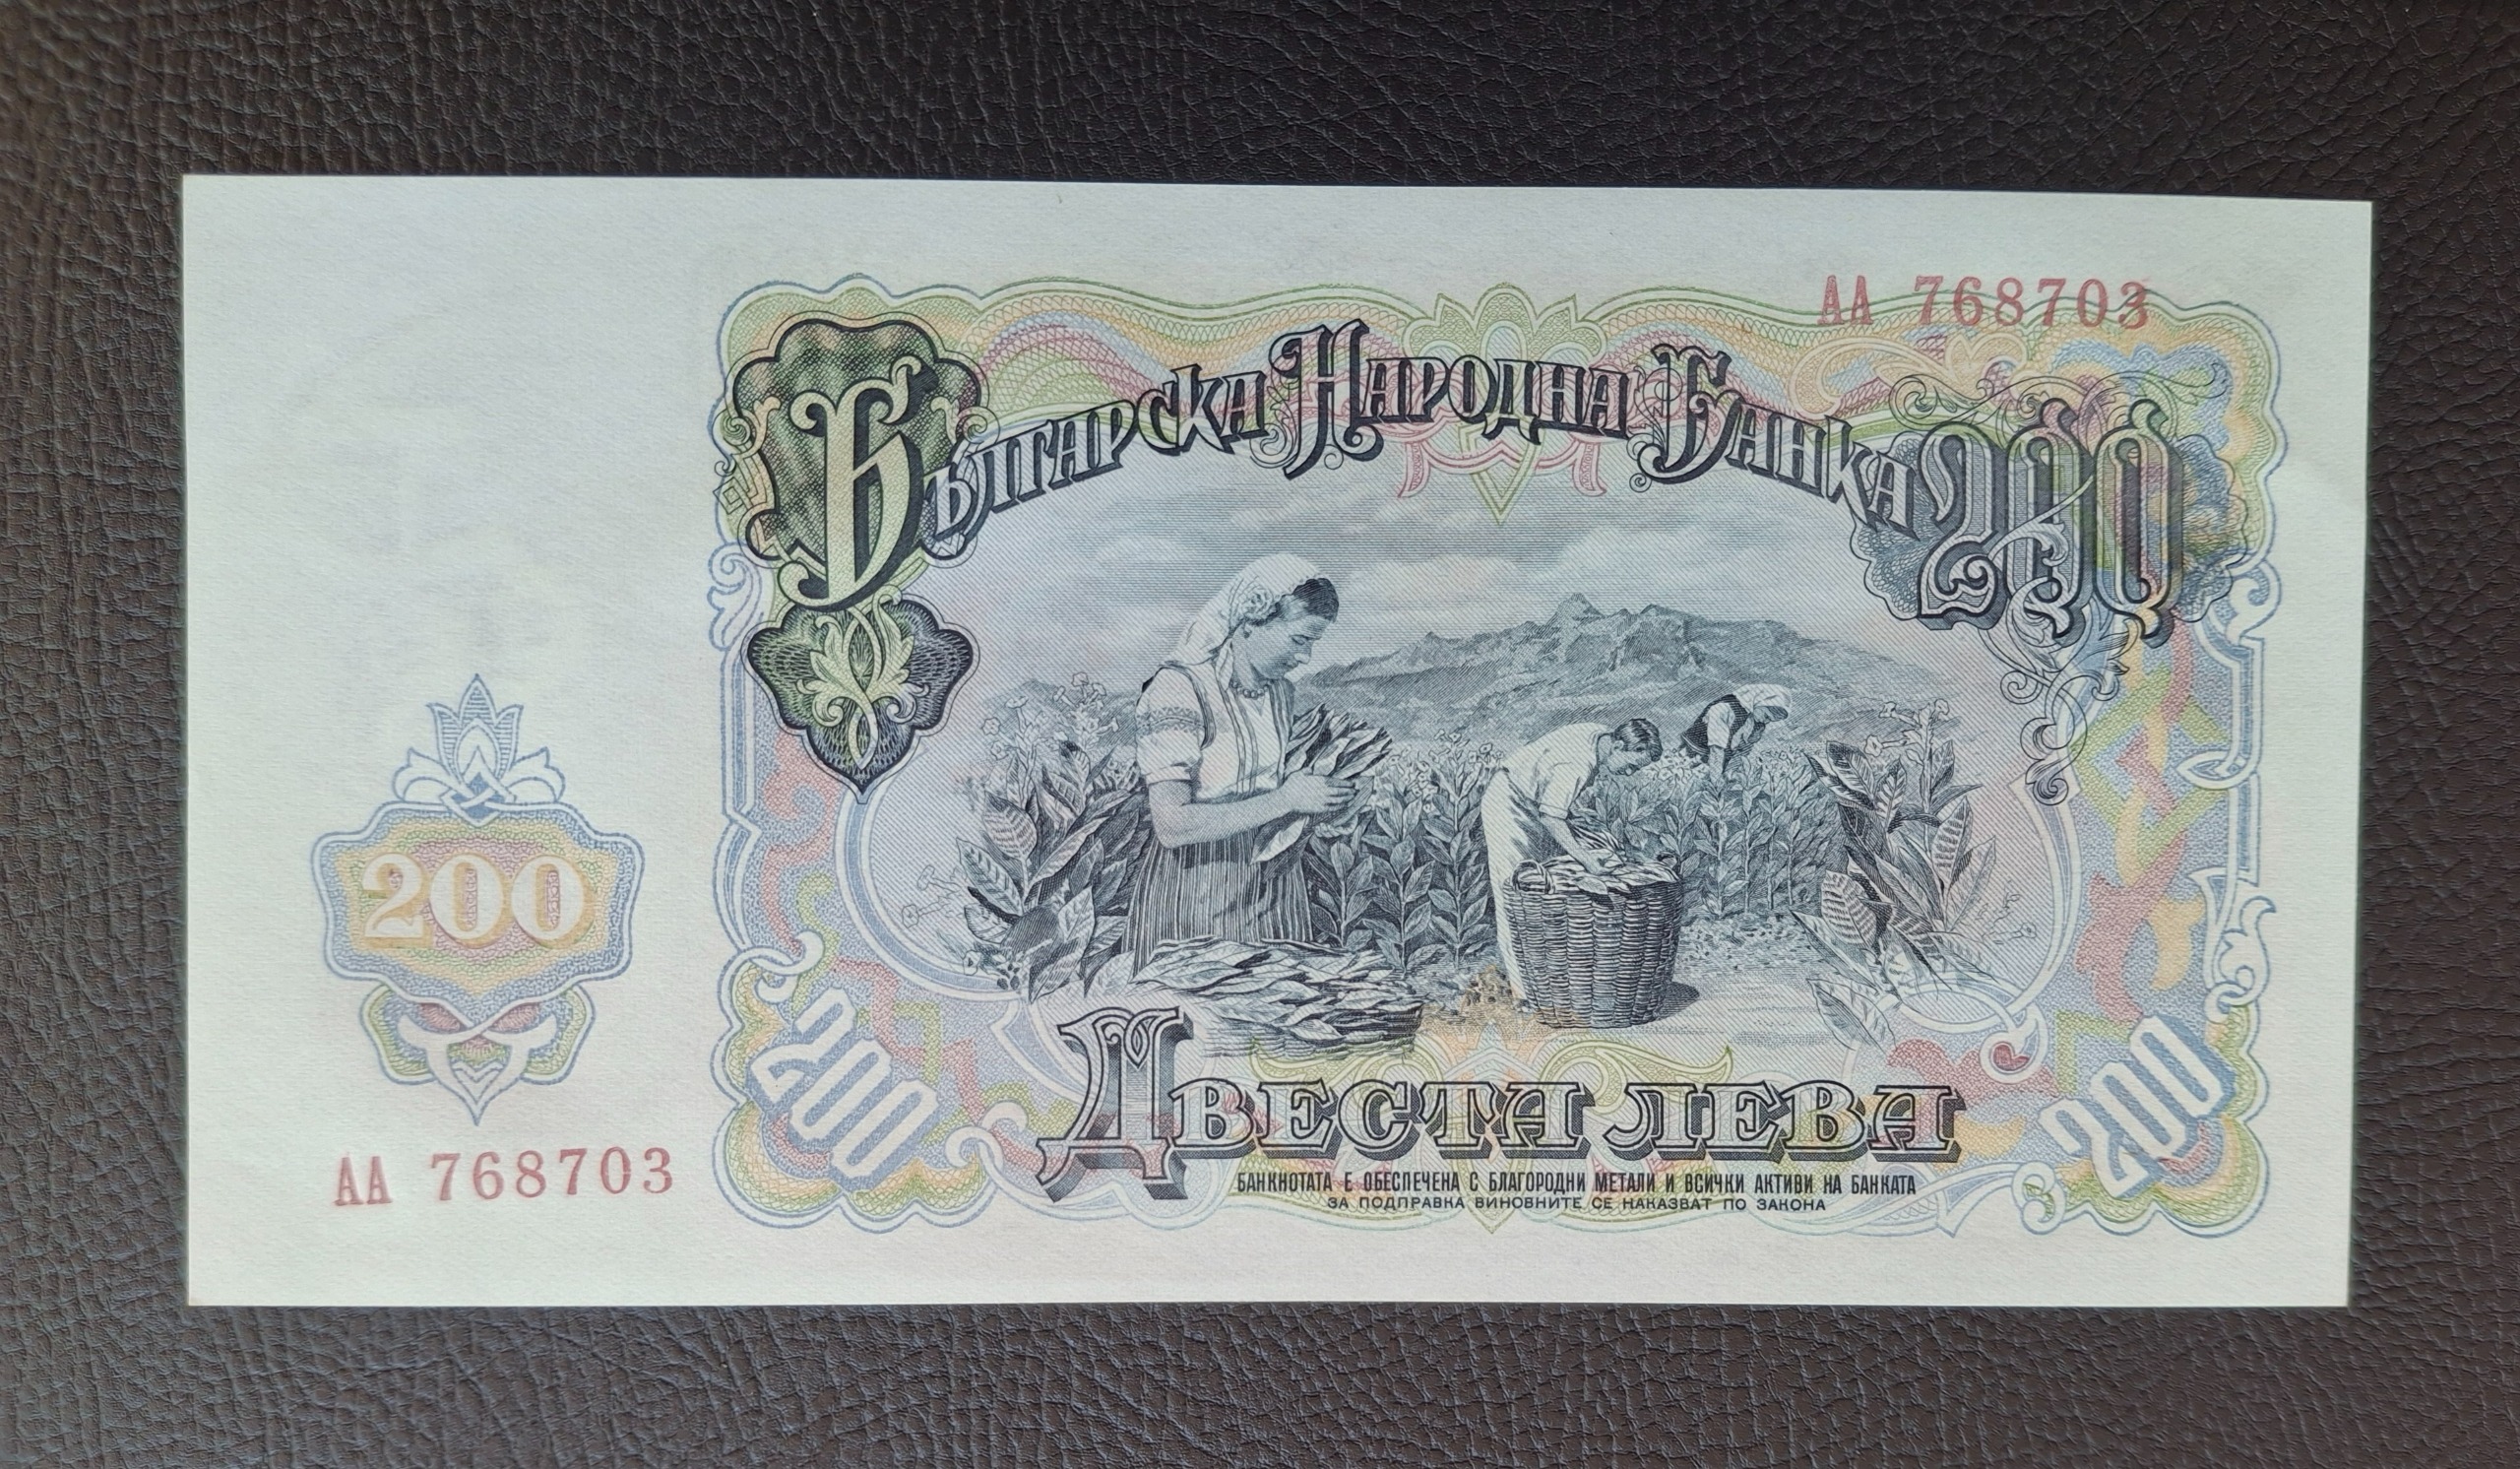 АА 768703
Българска Народна Банка
200
200
200
200
Двеста лева
АА 768703
БАНКНОТАТА Е ОБЕСПЕЧЕНА С БЛАГОРОДНИ МЕТАЛИ И ВСИЧКИ АКТИВИ НА БАНКАТА
ЗА ПОДПРАВКА ВИНОВНИТЕ СЕ НАКАЗВАТ ПО ЗАКОНА